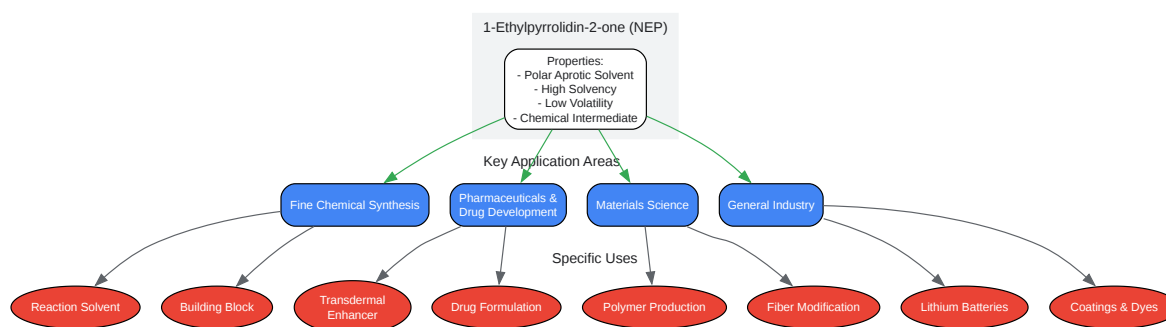 1-Ethylpyrrolidin-2-one (NEP)
Properties:
- Polar Aprotic Solvent
- High Solvency
- Low Volatility
- Chemical Intermediate
Key Application Areas
Fine Chemical Synthesis
Pharmaceuticals &
Drug Development
Materials Science
General Industry
Specific Uses
Reaction Solvent
Building Block
Transdermal
Enhancer
Drug Formulation
Polymer Production
Fiber Modification
Lithium Batteries
Coatings & Dyes